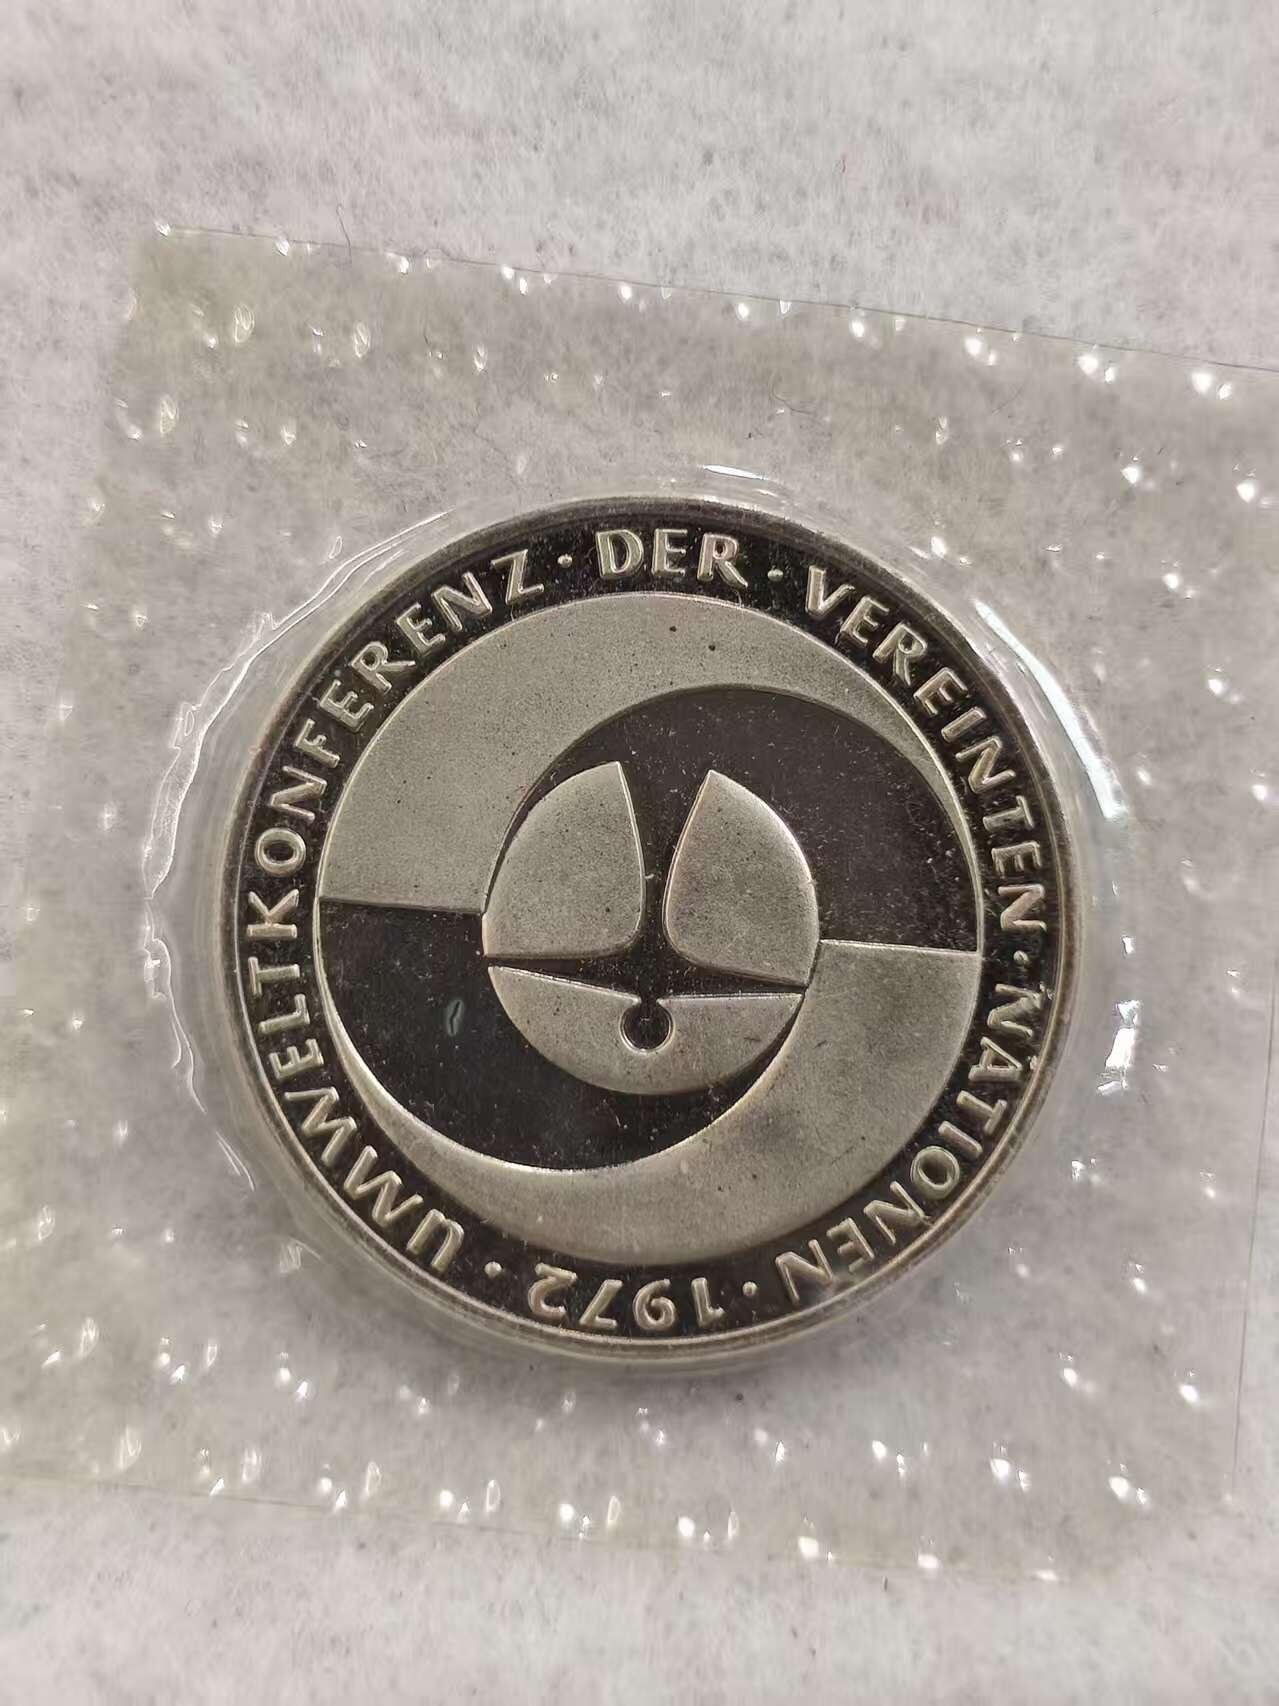 UMWELTKONFERENZ · DER · VEREINTEN · NATIONEN · 1972 ·